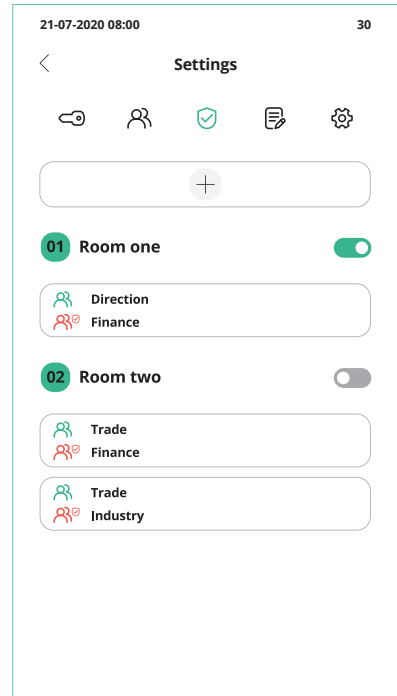 21-07-2020 08:00 30
Settings
01 Room one
Direction
Finance
02 Room two
Trade
Finance
Trade
Industry